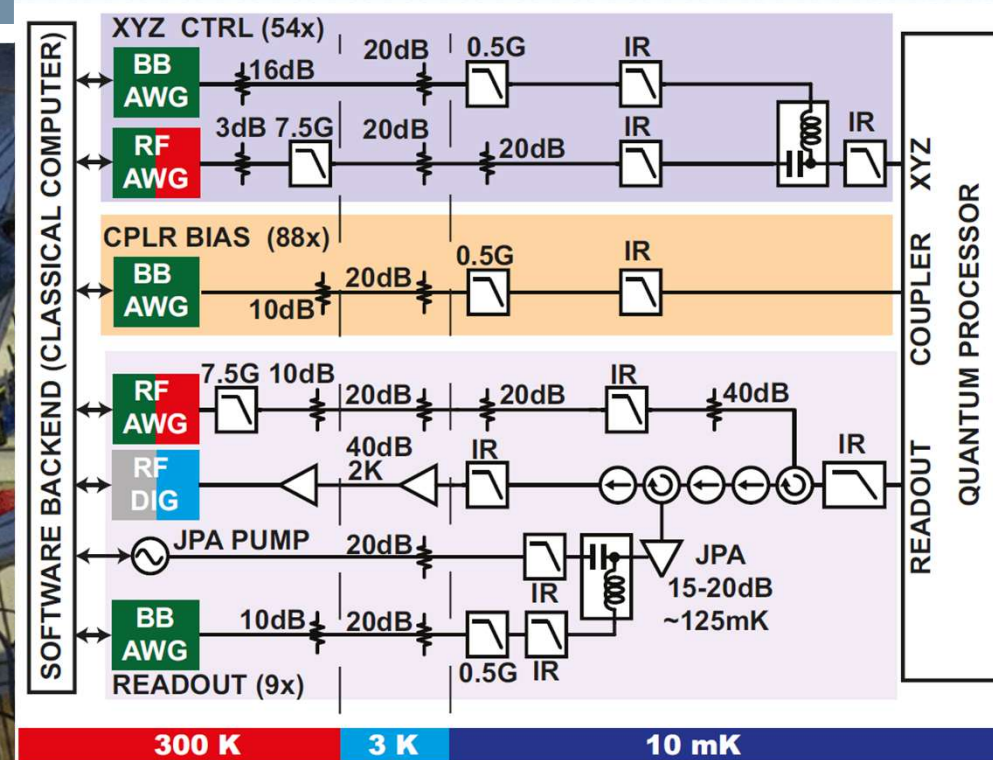 SOFTWARE BACKEND (CLASSICAL COMPUTER)
XYZ CTRL (54x)
BB
AWG
16dB
20dB
0.5G
IR
RF
AWG
3dB 7.5G
20dB
20dB
IR
IR
XYZ
CPLR BIAS (88x)
BB
AWG
10dB
20dB
0.5G
IR
COUPLER
RF
AWG
7.5G 10dB
20dB
20dB
IR
40dB
RF
DIG
40dB
2K
IR
IR
READOUT
JPA PUMP
20dB
IR
JPA
15-20dB
~125mK
BB
AWG
10dB
20dB
0.5G
IR
READOUT (9x)
QUANTUM PROCESSOR
300 K
3 K
10 mK